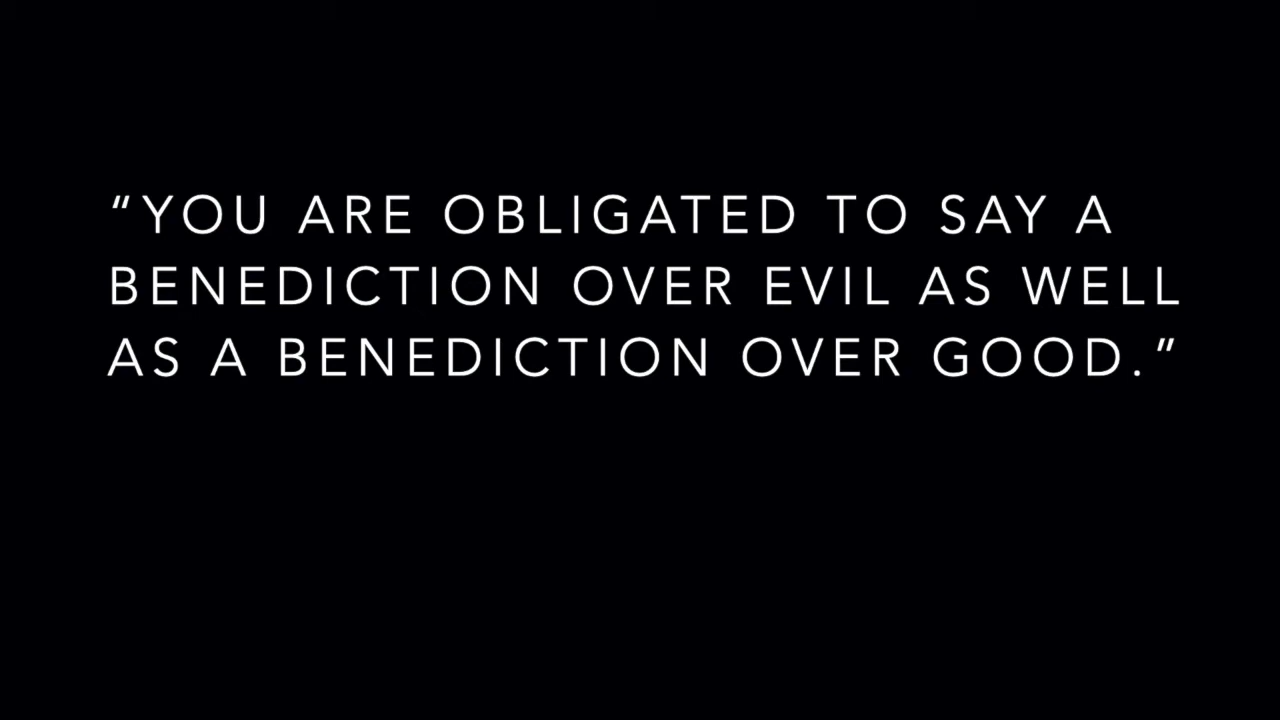 “YOU ARE OBLIGATED TO SAY A
BENEDICTION OVER EVIL AS WELL
AS A BENEDICTION OVER GOOD.”